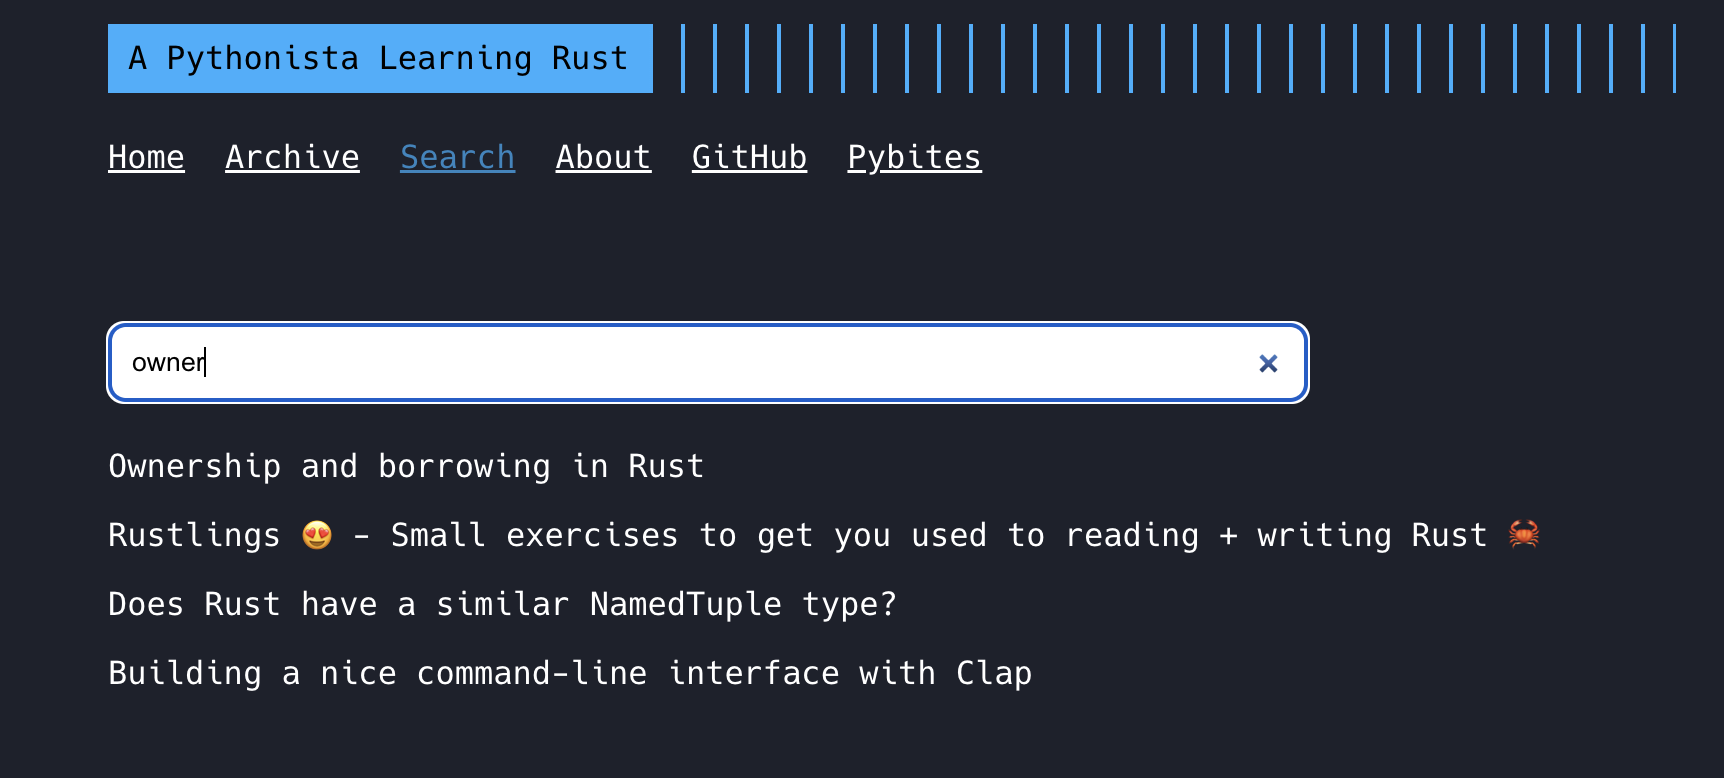 A Pythonista Learning Rust
Home Archive Search About GitHub Pybites
owner
Ownership and borrowing in Rust
Rustlings 😍 - Small exercises to get you used to reading + writing Rust 🦀
Does Rust have a similar NamedTuple type?
Building a nice command-line interface with Clap